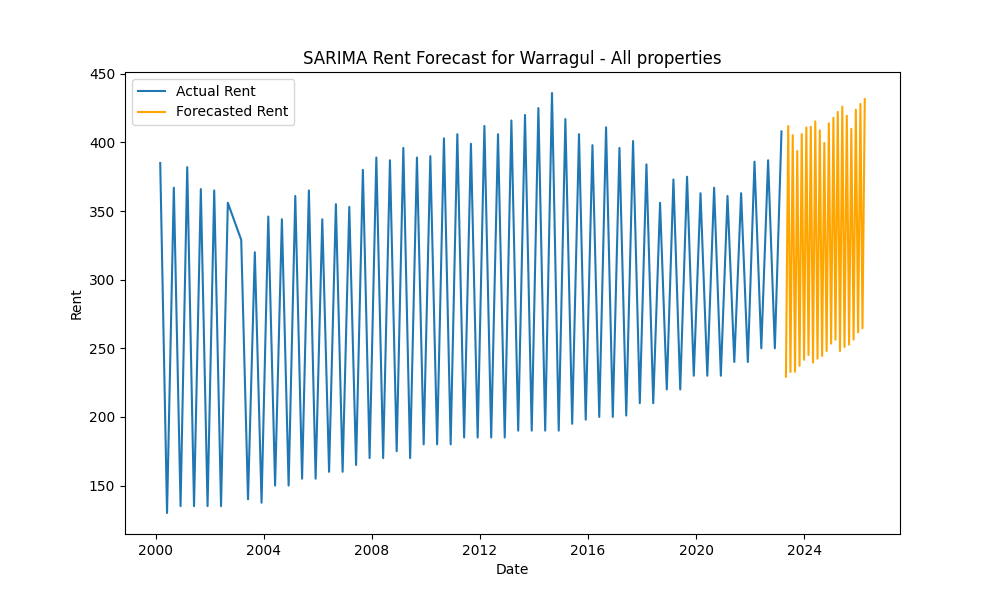 SARIMA Rent Forecast for Warragul - All properties
Actual Rent
Forecasted Rent
450
400
350
300
250
200
150
Rent
2000
2004
2008
2012
2016
2020
2024
Date